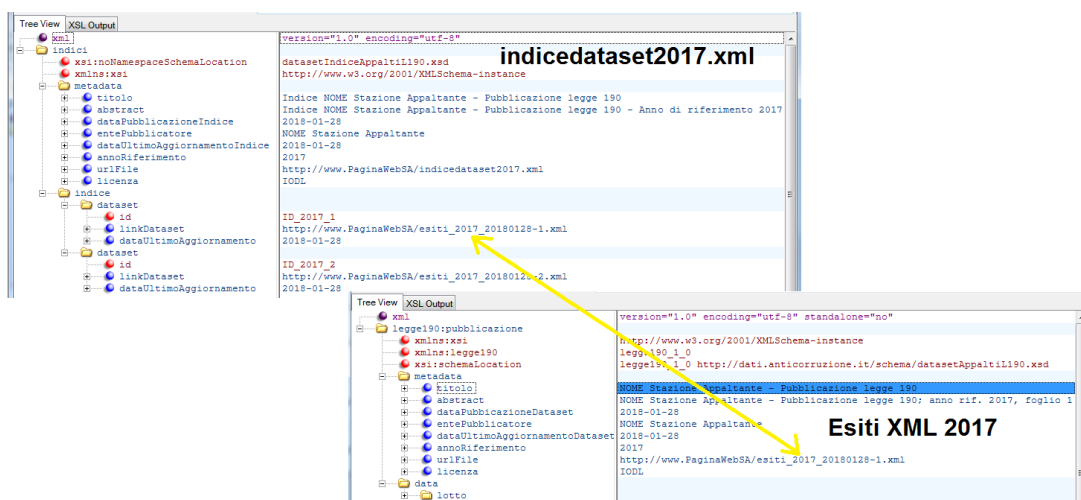 Tree View XSL Output
xml version="1.0" encoding="utf-8"
indicedataset2017.xml
indici
xsi:noNamespaceSchemaLocation datasetIndiceAppaltiL190.xsd
xmlns:xsi http://www.w3.org/2001/XMLSchema-instance
metadata
titolo Indice NOME Stazione Appaltante - Pubblicazione legge 190
abstract Indice NOME Stazione Appaltante - Pubblicazione legge 190 - Anno di riferimento 2017
dataPubblicazioneIndice 2018-01-28
entePubblicatore NOME Stazione Appaltante
dataUltimoAggiornamentoIndice 2018-01-28
annoRiferimento 2017
urlFile http://www.PaginaWebSA/indicedataset2017.xml
licenza IODL
indice
dataset
id ID_2017_1
linkDataset http://www.PaginaWebSA/esiti_2017_20180128-1.xml
dataUltimoAggiornamento 2018-01-28
dataset
id ID_2017_2
linkDataset http://www.PaginaWebSA/esiti_2017_20180128-2.xml
dataUltimoAggiornamento 2018-01-28
Tree View XSL Output
xml version="1.0" encoding="utf-8" standalone="no"
legge190:pubblicazione
xmlns:xsi http://www.w3.org/2001/XMLSchema-instance
xmlns:legge190 legge190_1_0
xsi:schemaLocation legge190_1_0 http://dati.anticorruzione.it/schema/datasetAppaltiL190.xsd
metadata
titolo NOME Stazione Appaltante - Pubblicazione legge 190
abstract NOME Stazione Appaltante - Pubblicazione legge 190; anno rif. 2017, foglio 1
dataPubbicazioneDataset 2018-01-28
entePubblicatore NOME Stazione Appaltante
Esiti XML 2017
dataUltimoAggiornamentoDataset 2018-01-28
annoRiferimento 2017
urlFile http://www.PaginaWebSA/esiti_2017_20180128-1.xml
licenza IODL
data
lotto